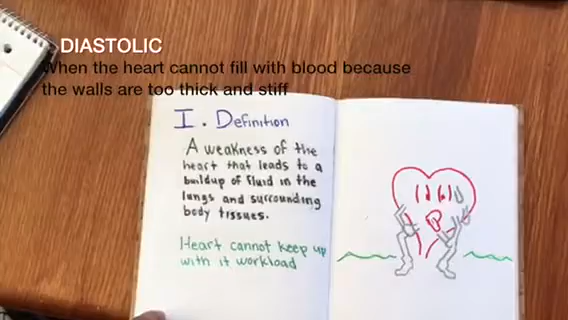 DIASTOLIC
When the heart cannot fill with blood because
the walls are too thick and stiff
I. Definition
A weakness of the
heart that leads to a
buildup of fluid in the
lungs and surrounding
body tissues.
Heart cannot keep up
with it workload